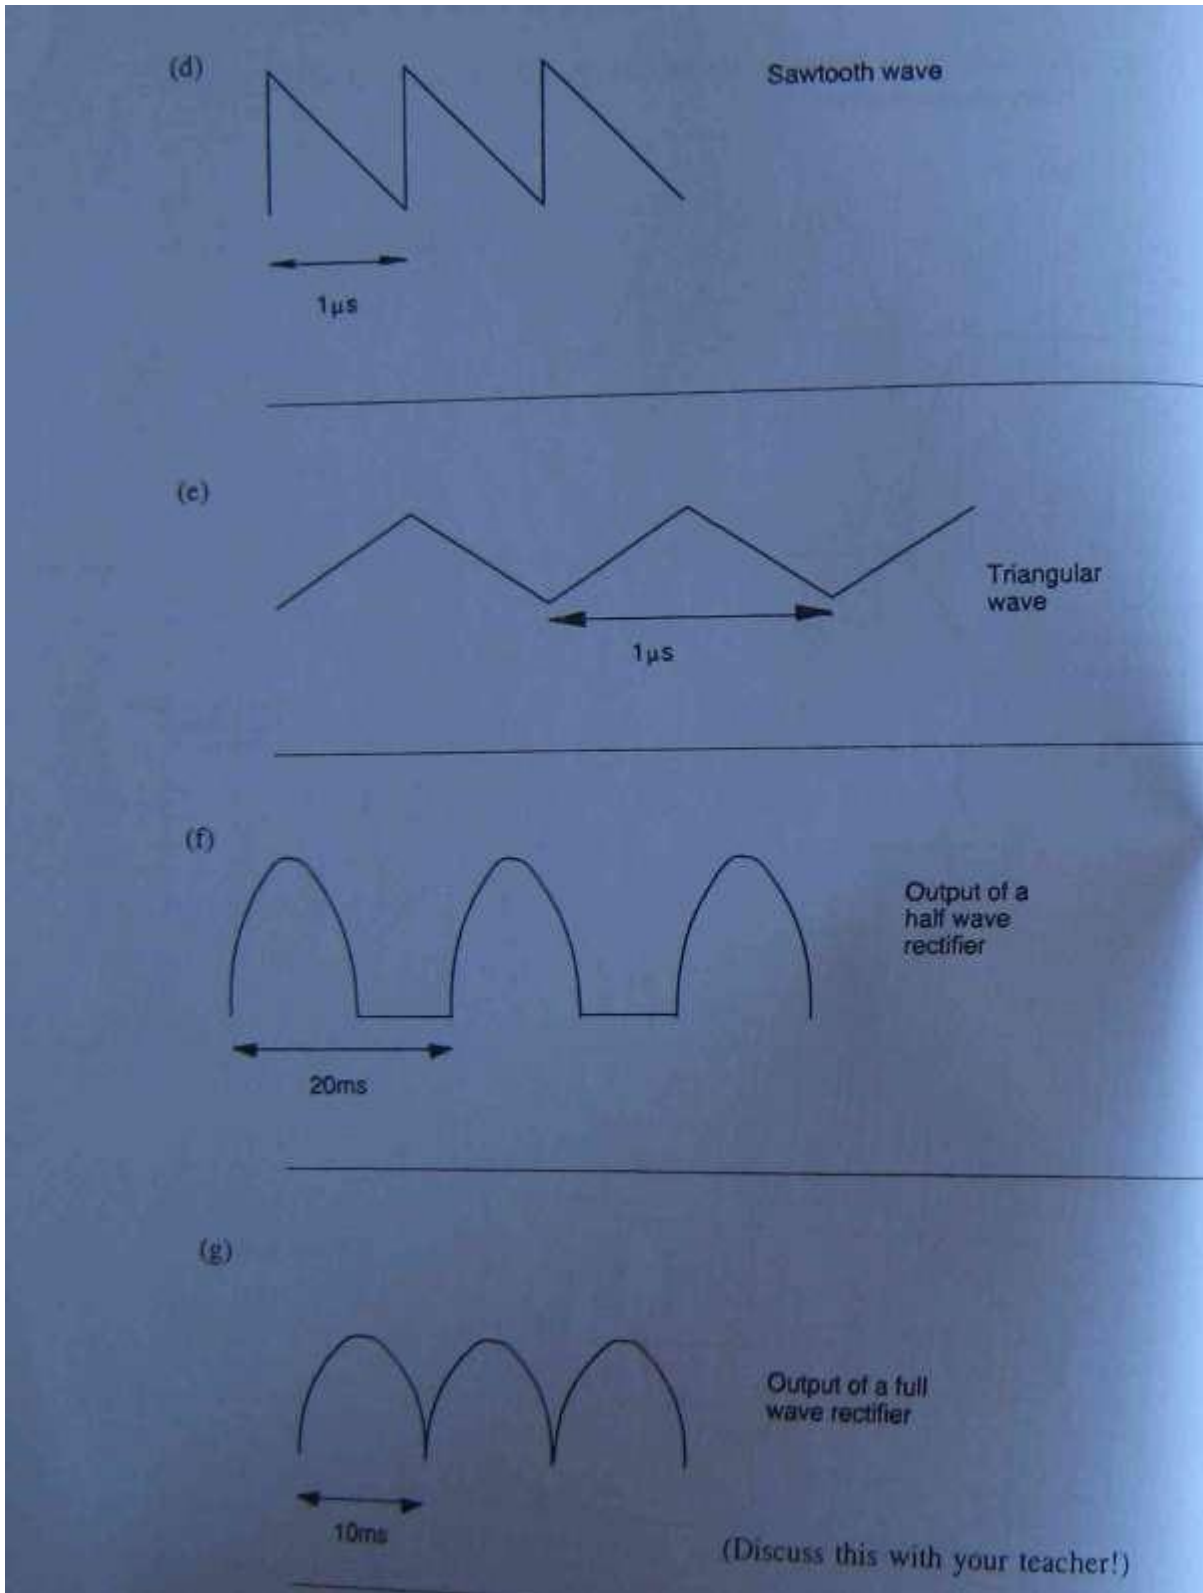 (d)
Sawtooth wave
1μs
(e)
Triangular
wave
1μs
(f)
Output of a
half wave
rectifier
20ms
(g)
Output of a full
wave rectifier
10ms
(Discuss this with your teacher!)